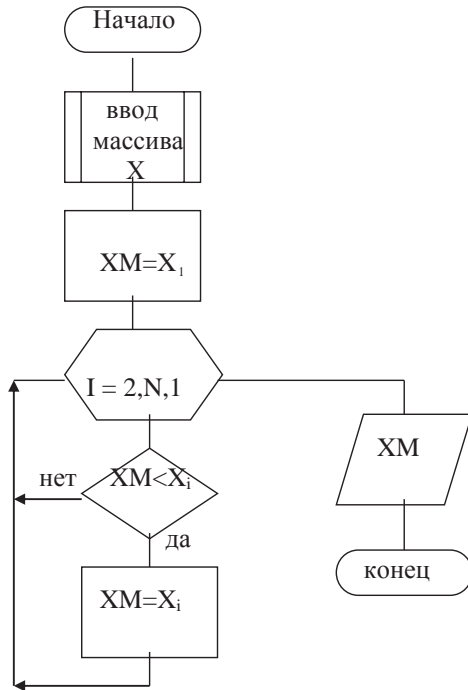 Начало
ввод
массива
X
XM=X₁
I = 2,N,1
XM<Xᵢ
нет
да
XM=Xᵢ
XM
конец